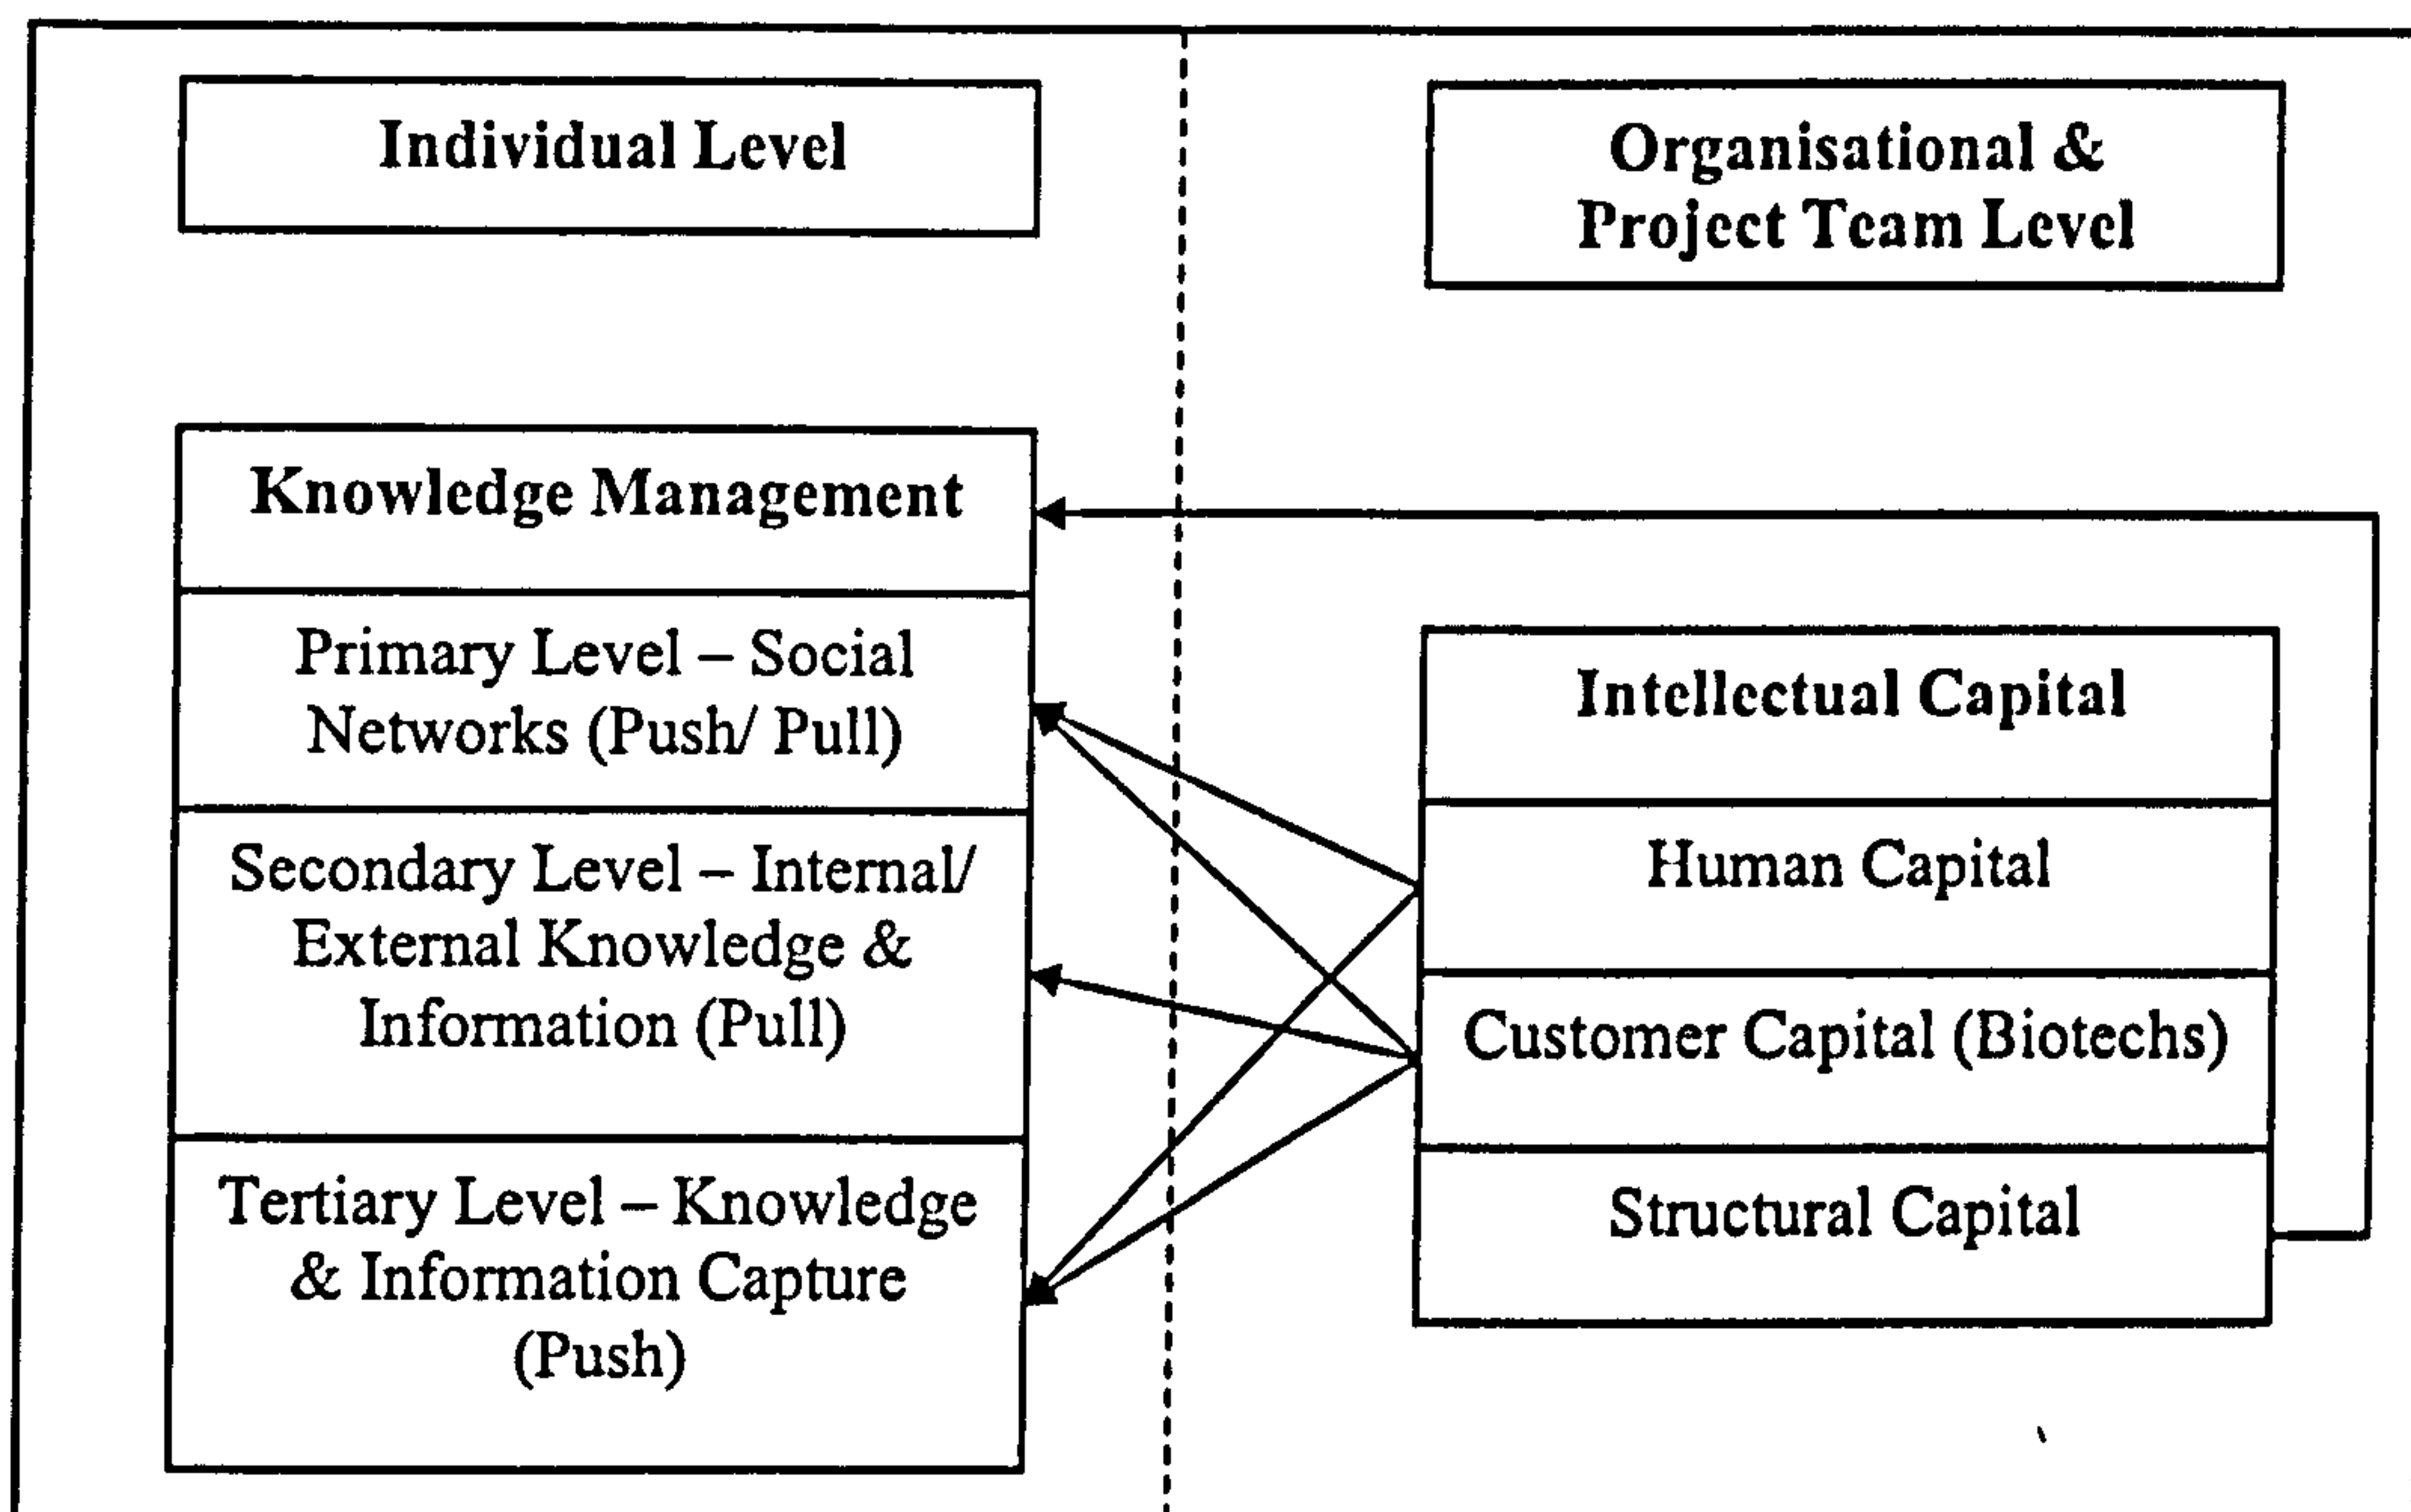 Individual Level
Organisational &
Project Team Level
Knowledge Management
Primary Level – Social
Networks (Push/ Pull)
Secondary Level – Internal/
External Knowledge &
Information (Pull)
Tertiary Level – Knowledge
& Information Capture
(Push)
Intellectual Capital
Human Capital
Customer Capital (Biotechs)
Structural Capital